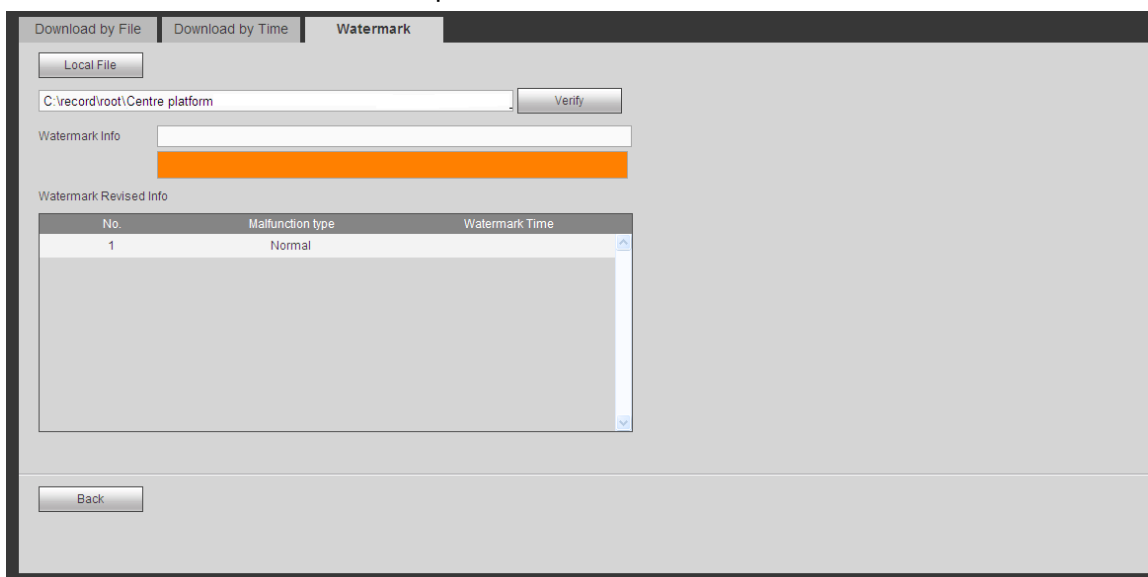 Download by File Download by Time Watermark
Local File
C:\record\root\Centre platform Verify
Watermark Info
Watermark Revised Info
No. Malfunction type Watermark Time
1 Normal
Back